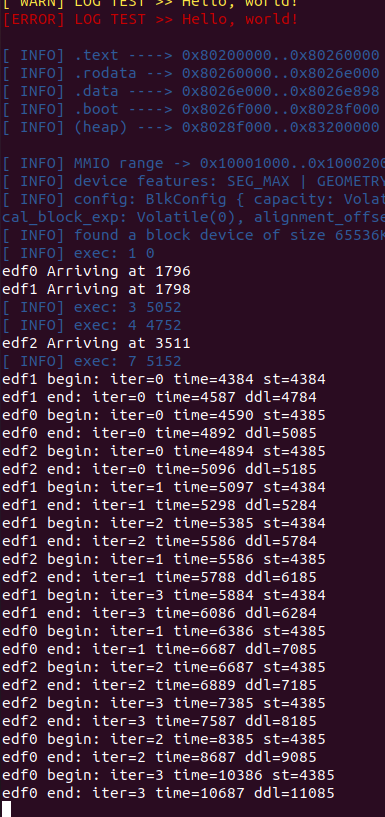 [ WARN] LOG TEST >> Hello, world!
[ERROR] LOG TEST >> Hello, world!
[ INFO] .text ----> 0x80200000..0x80260000
[ INFO] .rodata --> 0x80260000..0x8026e000
[ INFO] .data ----> 0x8026e000..0x8026e898
[ INFO] .boot ----> 0x8026f000..0x8028f000
[ INFO] (heap) ---> 0x8028f000..0x83200000
[ INFO] MMIO range -> 0x10001000..0x1000200
[ INFO] device features: SEG_MAX | GEOMETRY
[ INFO] config: BlkConfig { capacity: Volat
cal_block_exp: Volatile(0), alignment_offse
[ INFO] found a block device of size 65536K
[ INFO] exec: 1 0
edf0 Arriving at 1796
edf1 Arriving at 1798
[ INFO] exec: 3 5052
[ INFO] exec: 4 4752
edf2 Arriving at 3511
[ INFO] exec: 7 5152
edf1 begin: iter=0 time=4384 st=4384
edf1 end: iter=0 time=4587 ddl=4784
edf0 begin: iter=0 time=4590 st=4385
edf0 end: iter=0 time=4892 ddl=5085
edf2 begin: iter=0 time=4894 st=4385
edf2 end: iter=0 time=5096 ddl=5185
edf1 begin: iter=1 time=5097 st=4384
edf1 end: iter=1 time=5298 ddl=5284
edf1 begin: iter=2 time=5385 st=4384
edf1 end: iter=2 time=5586 ddl=5784
edf2 begin: iter=1 time=5586 st=4385
edf2 end: iter=1 time=5788 ddl=6185
edf1 begin: iter=3 time=5884 st=4384
edf1 end: iter=3 time=6086 ddl=6284
edf0 begin: iter=1 time=6386 st=4385
edf0 end: iter=1 time=6687 ddl=7085
edf2 begin: iter=2 time=6687 st=4385
edf2 end: iter=2 time=6889 ddl=7185
edf2 begin: iter=3 time=7385 st=4385
edf2 end: iter=3 time=7587 ddl=8185
edf0 begin: iter=2 time=8385 st=4385
edf0 end: iter=2 time=8687 ddl=9085
edf0 begin: iter=3 time=10386 st=4385
edf0 end: iter=3 time=10687 ddl=11085